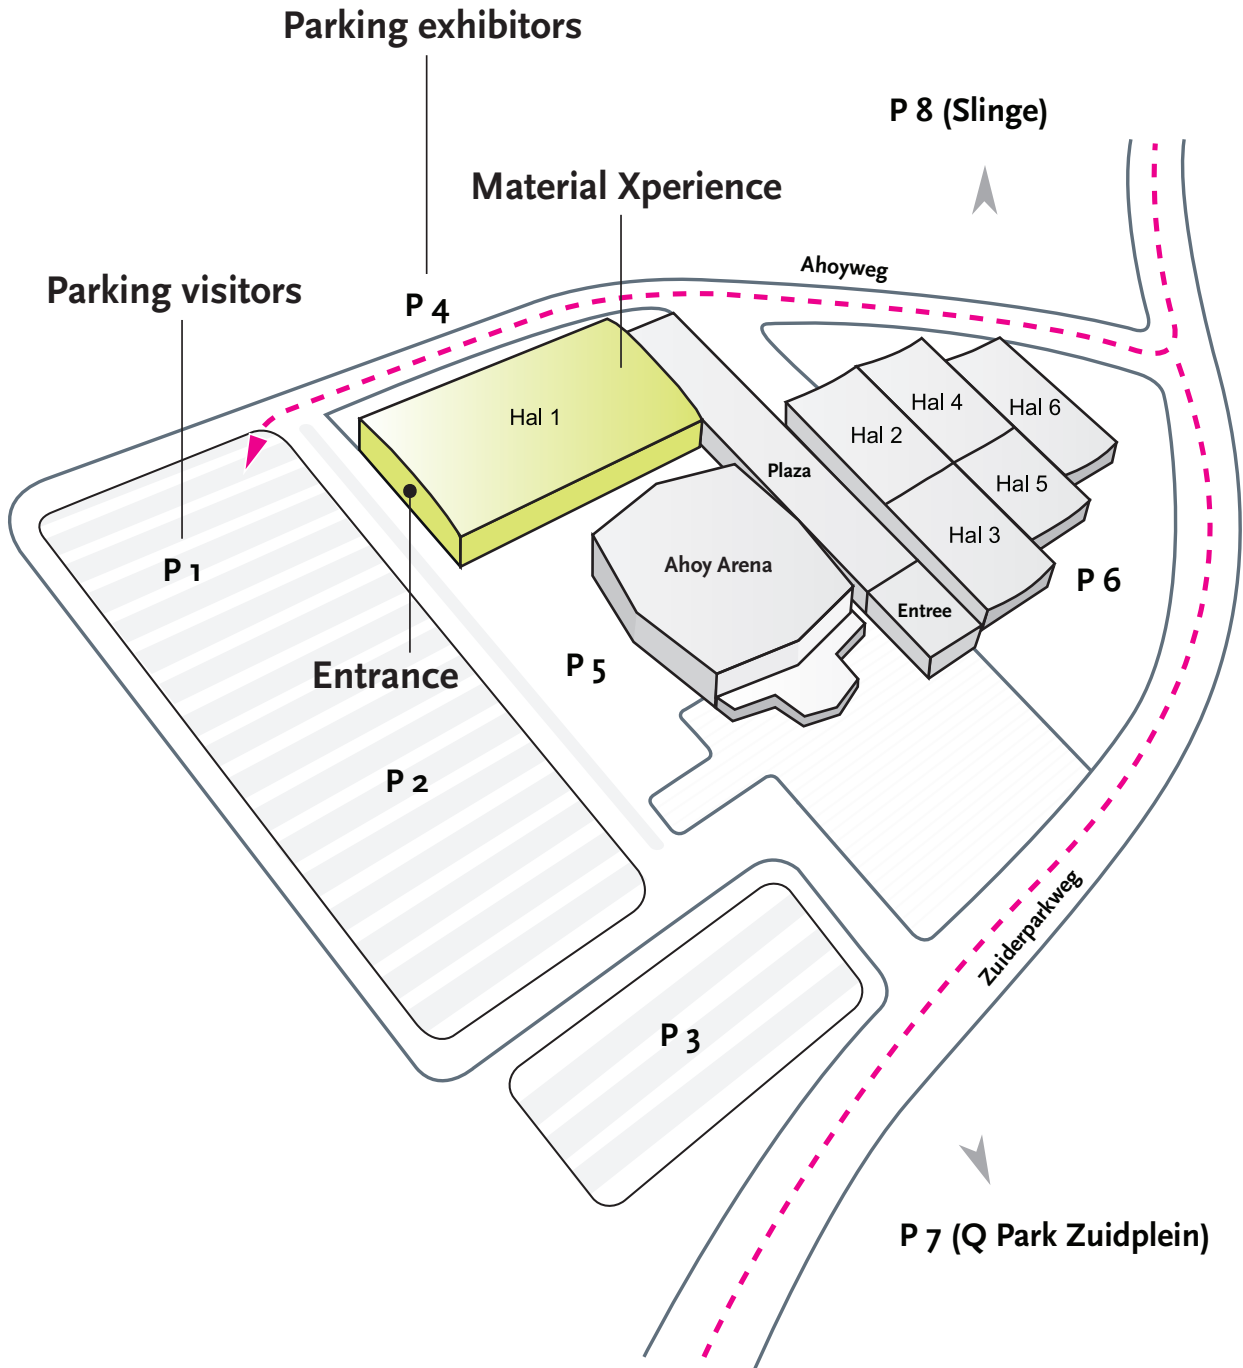 Parking exhibitors
P 8 (Slinge)
Material Xperience
Ahoyweg
Parking visitors
P 4
Hal 1
Hal 4
Hal 6
Hal 2
Plaza
Hal 5
Hal 3
Ahoy Arena
P 1
P 6
Entree
P 5
Entrance
P 2
Zuiderparkweg
P 3
P 7 (Q Park Zuidplein)